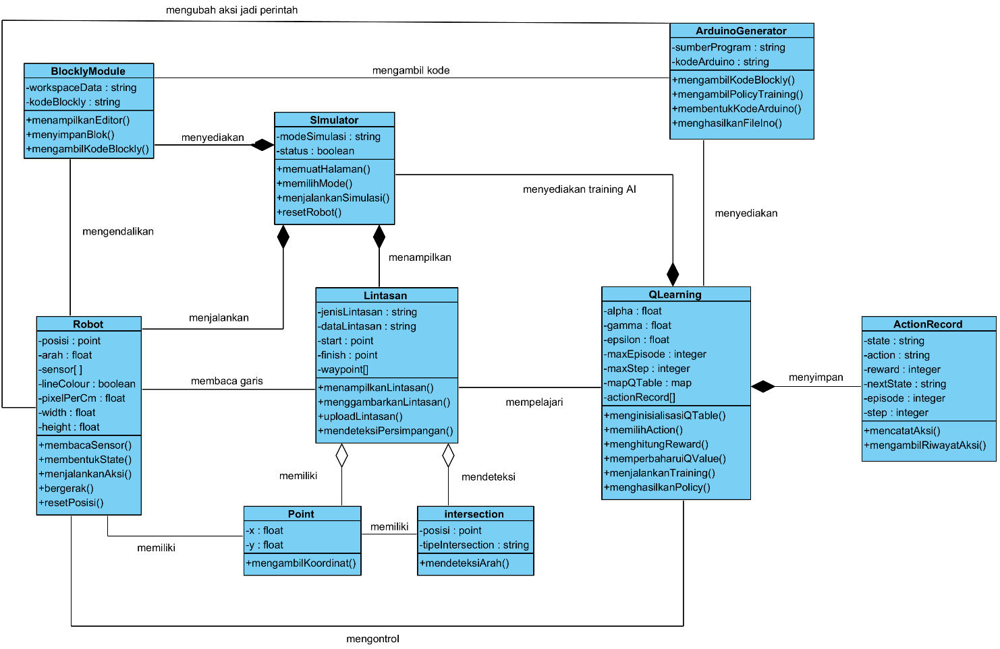 mengubah aksi jadi perintah
ArduinoGenerator
-sumberProgram : string
-kodeArduino : string
+mengambilKodeBlockly()
+mengambilPolicyTraining()
+membentukKodeArduino()
+menghasilkanFileIno()
BlocklyModule
-workspaceData : string
-kodeBlockly : string
+menampilkanEditor()
+menyimpanBlok()
+mengambilKodeBlockly()
mengambil kode
SImulator
-modeSimulasi : string
-status : boolean
+memuatHalaman()
+memilihMode()
+menjalankanSimulasi()
+resetRobot()
menyediakan
menyediakan training AI
menyediakan
mengendalikan
menampilkan
menjalankan
Robot
-posisi : point
-arah : float
-sensor[ ]
-lineColour : boolean
-pixelPerCm : float
-width : float
-height : float
+membacaSensor()
+membentukState()
+menjalankanAksi()
+bergerak()
+resetPosisi()
membaca garis
Lintasan
-jenisLintasan : string
-dataLintasan : string
-start : point
-finish : point
-waypoint[]
+menampilkanLintasan()
+menggambarkanLintasan()
+uploadLintasan()
+mendeteksiPersimpangan()
mempelajari
QLearning
-alpha : float
-gamma : float
-epsilon : float
-maxEpisode : integer
-maxStep : integer
-mapQTable : map
-actionRecord[]
+menginisialisasiQTable()
+memilihAction()
+menghitungReward()
+memperbaharuiQValue()
+menjalankanTraining()
+menghasilkanPolicy()
menyimpan
ActionRecord
-state : string
-action : string
-reward : integer
-nextState : string
-episode : integer
-step : integer
+mencatatAksi()
+mengambilRiwayatAksi()
memiliki
mendeteksi
Point
-x : float
-y : float
+mengambilKoordinat()
memiliki
intersection
-posisi : point
-tipeIntersection : string
+mendeteksiArah()
memiliki
mengontrol